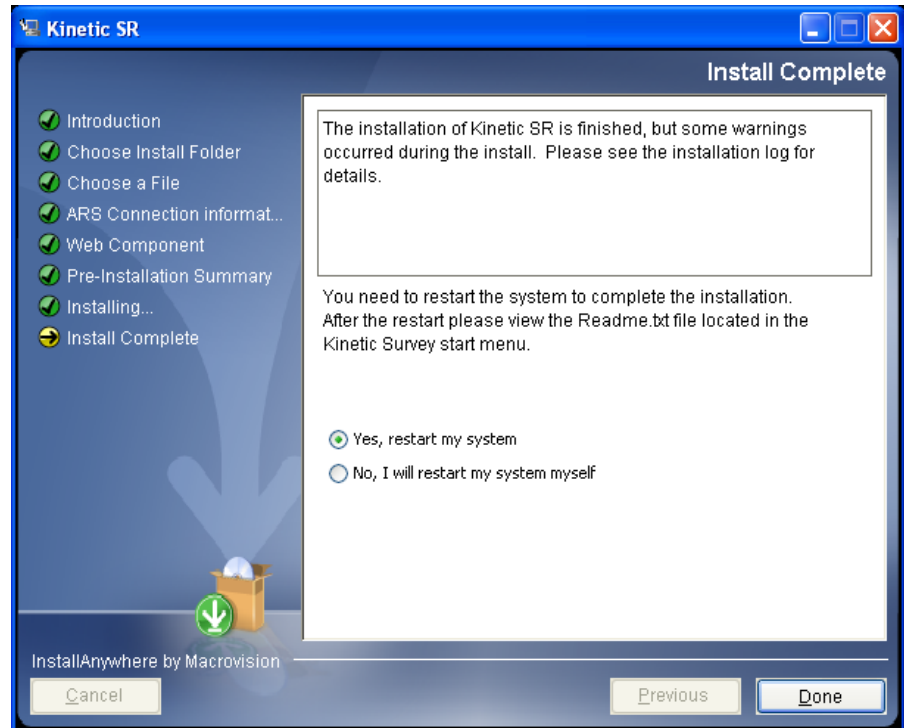 Kinetic SR
Install Complete
Introduction
Choose Install Folder
Choose a File
ARS Connection informat...
Web Component
Pre-Installation Summary
Installing...
Install Complete
The installation of Kinetic SR is finished, but some warnings
occurred during the install. Please see the installation log for
details.
You need to restart the system to complete the installation.
After the restart please view the Readme.txt file located in the
Kinetic Survey start menu.
Yes, restart my system
No, I will restart my system myself
InstallAnywhere by Macrovision
Cancel
Previous
Done